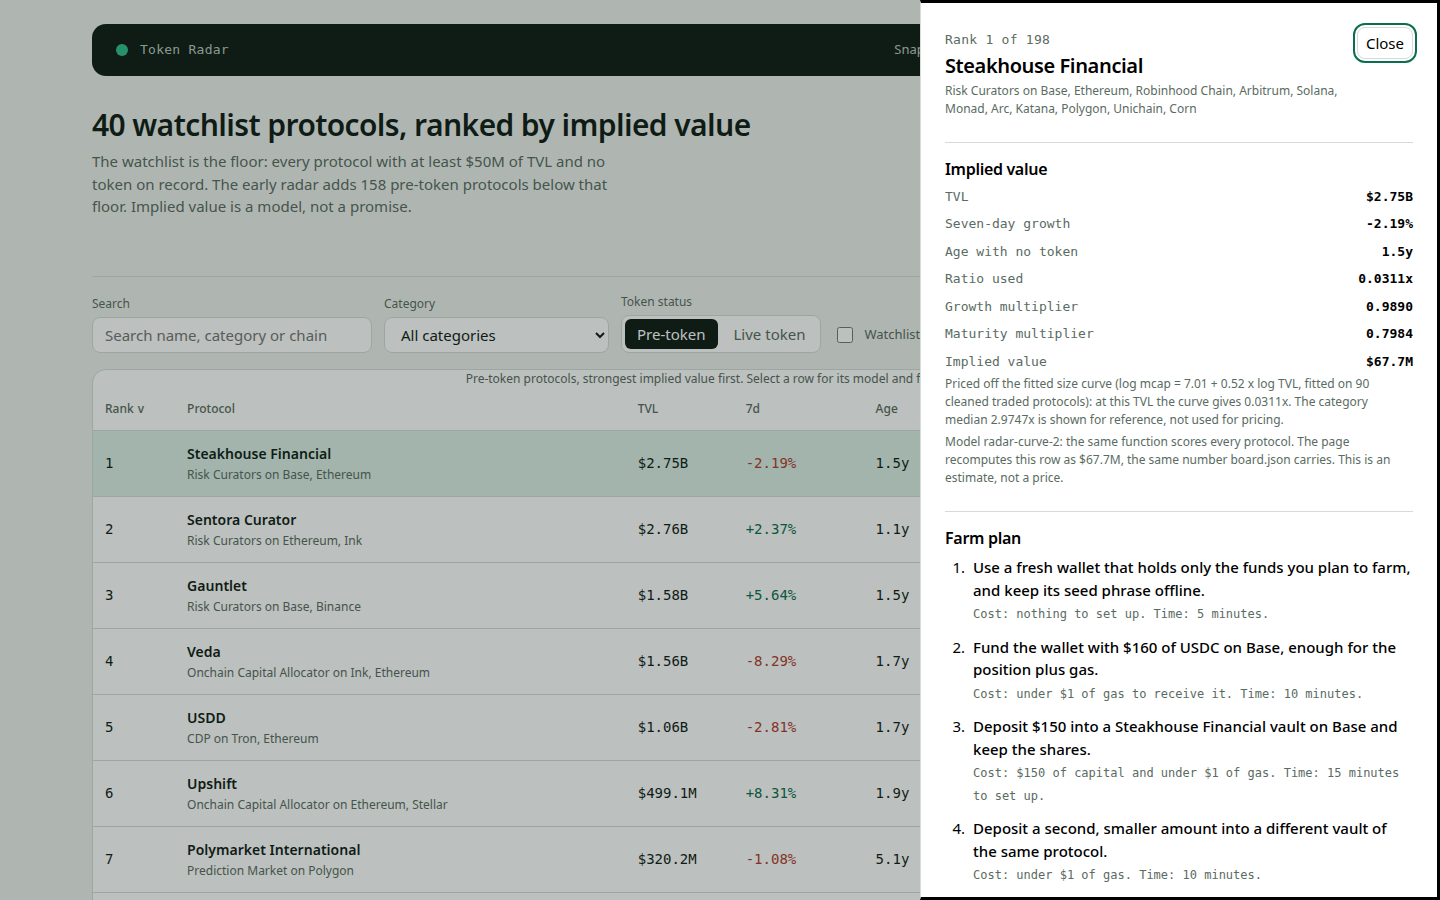 Token Radar
Snap
40 watchlist protocols, ranked by implied value
The watchlist is the floor: every protocol with at least $50M of TVL and no
token on record. The early radar adds 158 pre-token protocols below that
floor. Implied value is a model, not a promise.
Search
Category
Token status
Search name, category or chain
All categories
Pre-token
Live token
Watchlist
Pre-token protocols, strongest implied value first. Select a row for its model and f
Rank v Protocol TVL 7d Age
1 Steakhouse Financial $2.75B -2.19% 1.5y
Risk Curators on Base, Ethereum
2 Sentora Curator $2.76B +2.37% 1.1y
Risk Curators on Ethereum, Ink
3 Gauntlet $1.58B +5.64% 1.5y
Risk Curators on Base, Binance
4 Veda $1.56B -8.29% 1.7y
Onchain Capital Allocator on Ink, Ethereum
5 USDD $1.06B -2.81% 1.7y
CDP on Tron, Ethereum
6 Upshift $499.1M +8.31% 1.9y
Onchain Capital Allocator on Ethereum, Stellar
7 Polymarket International $320.2M -1.08% 5.1y
Prediction Market on Polygon
Rank 1 of 198
Close
Steakhouse Financial
Risk Curators on Base, Ethereum, Robinhood Chain, Arbitrum, Solana,
Monad, Arc, Katana, Polygon, Unichain, Corn
Implied value
TVL $2.75B
Seven-day growth -2.19%
Age with no token 1.5y
Ratio used 0.0311x
Growth multiplier 0.9890
Maturity multiplier 0.7984
Implied value $67.7M
Priced off the fitted size curve (log mcap = 7.01 + 0.52 x log TVL, fitted on 90
cleaned traded protocols): at this TVL the curve gives 0.0311x. The category
median 2.9747x is shown for reference, not used for pricing.
Model radar-curve-2: the same function scores every protocol. The page
recomputes this row as $67.7M, the same number board.json carries. This is an
estimate, not a price.
Farm plan
1. Use a fresh wallet that holds only the funds you plan to farm,
and keep its seed phrase offline.
Cost: nothing to set up. Time: 5 minutes.
2. Fund the wallet with $160 of USDC on Base, enough for the
position plus gas.
Cost: under $1 of gas to receive it. Time: 10 minutes.
3. Deposit $150 into a Steakhouse Financial vault on Base and
keep the shares.
Cost: $150 of capital and under $1 of gas. Time: 15 minutes
to set up.
4. Deposit a second, smaller amount into a different vault of
the same protocol.
Cost: under $1 of gas. Time: 10 minutes.